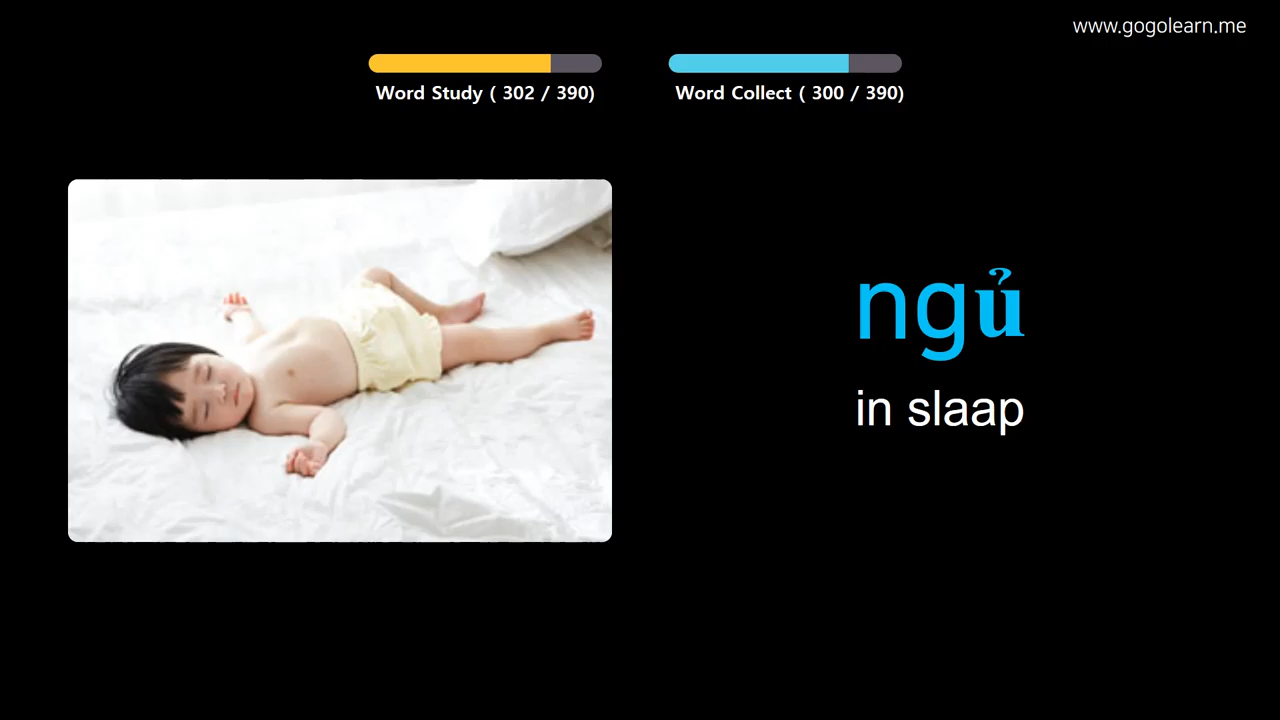 www.gogolearn.me
Word Study ( 302 / 390)
Word Collect ( 300 / 390)
ngủ
in slaap